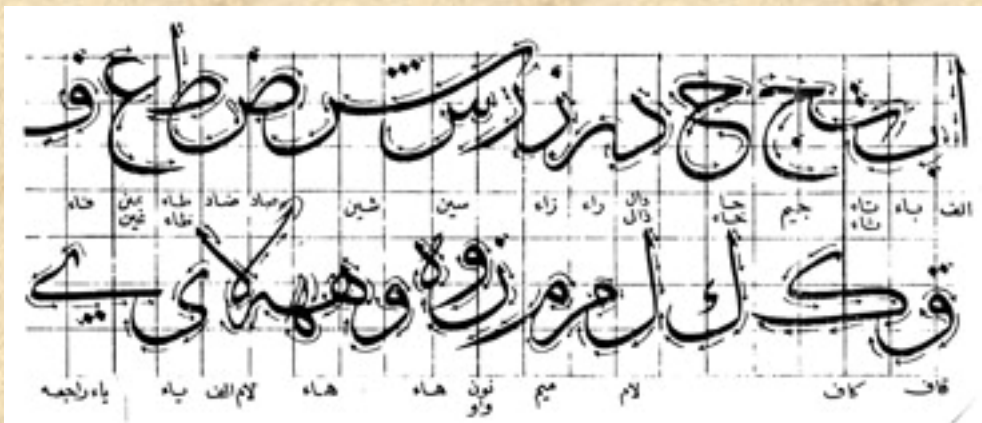 ا ب ت ج ح د ر ز س ش ض ط ع ف
الف باء تاء ثاء جيم حا خاء دال ذال راء زاء سين شين صاد ضاد طاء ظاء عين غين فاء
ق ك ك ل م م ن و ه و ه ه لا ي ي
قاف كاف لام ميم نون واو هاء هاء لام الف ياء ياء راجعه